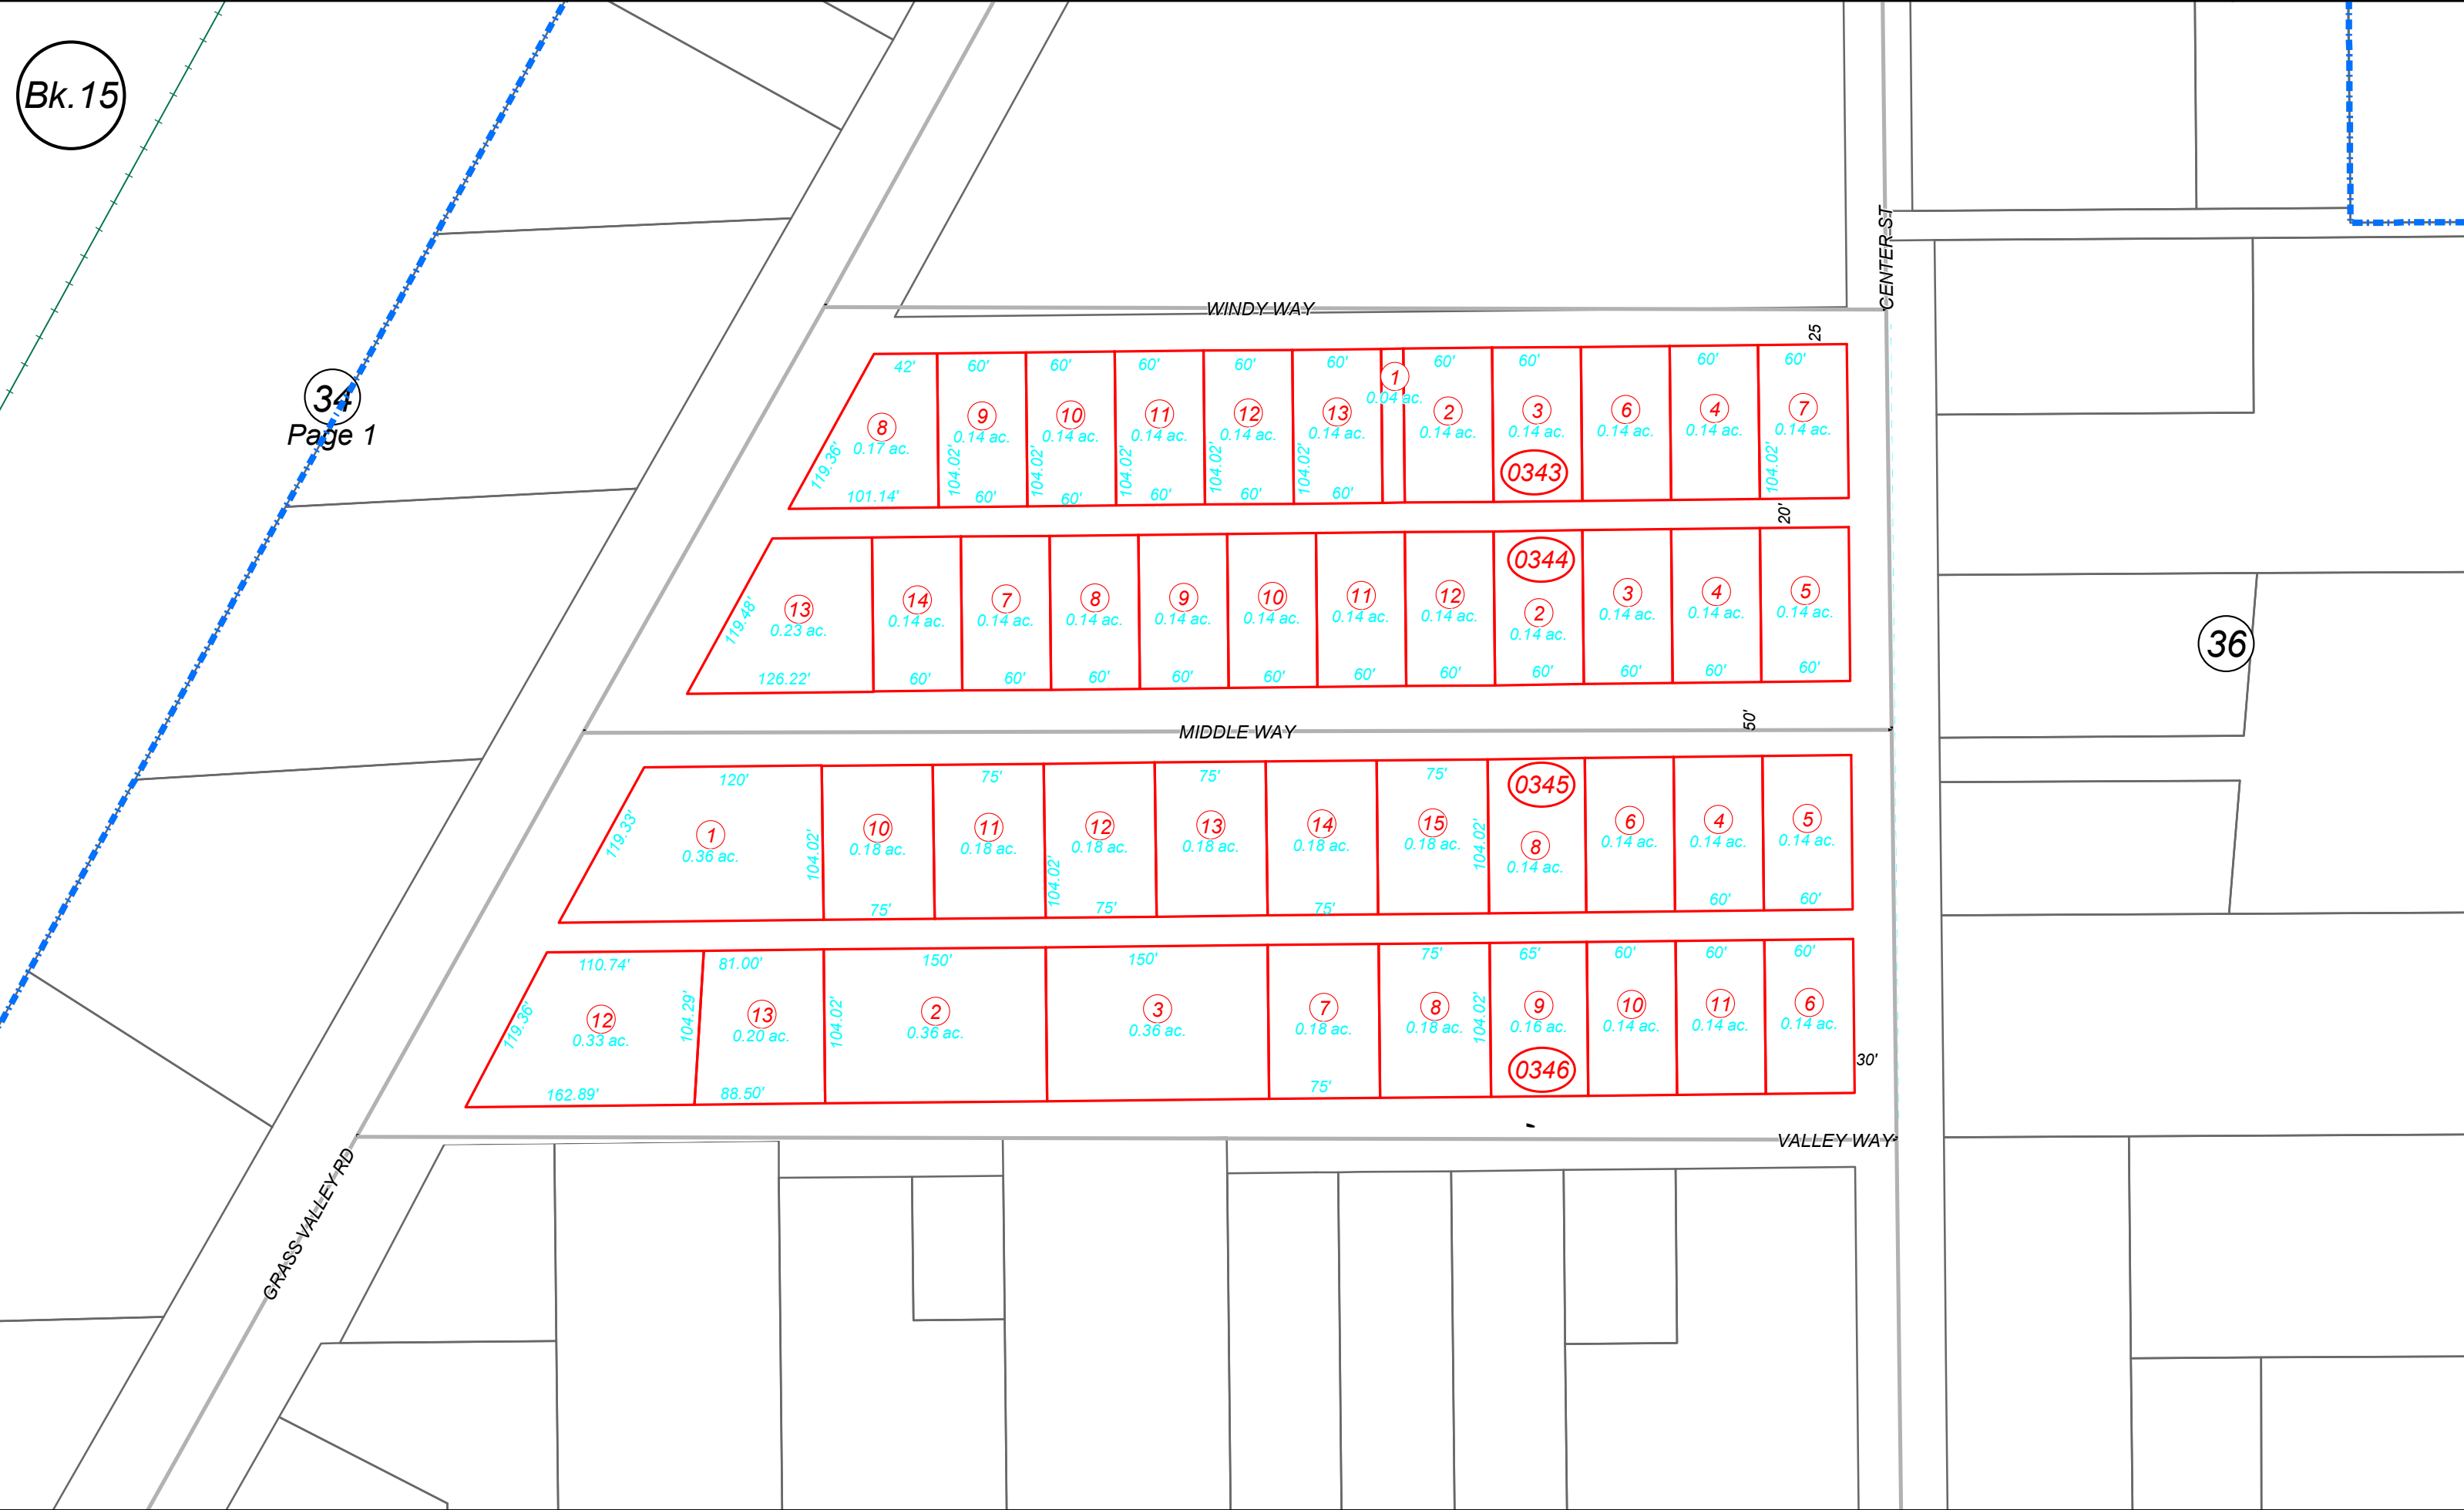 Bk.15
34
Page 1
36
CENTER ST
WINDY WAY
25
42'
60'
60'
60'
60'
60'
60'
60'
60'
60'
1
0.04 ac.
8
0.17 ac.
9
0.14 ac.
10
0.14 ac.
11
0.14 ac.
12
0.14 ac.
13
0.14 ac.
2
0.14 ac.
3
0.14 ac.
6
0.14 ac.
4
0.14 ac.
7
0.14 ac.
119.36'
104.02'
104.02'
104.02'
104.02'
104.02'
104.02'
0343
101.14'
60'
60'
60'
60'
60'
20'
0344
13
0.23 ac.
14
0.14 ac.
7
0.14 ac.
8
0.14 ac.
9
0.14 ac.
10
0.14 ac.
11
0.14 ac.
12
0.14 ac.
2
0.14 ac.
3
0.14 ac.
4
0.14 ac.
5
0.14 ac.
119.48'
126.22'
60'
60'
60'
60'
60'
60'
60'
60'
60'
60'
60'
MIDDLE WAY
50'
120'
75'
75'
75'
0345
1
0.36 ac.
10
0.18 ac.
11
0.18 ac.
12
0.18 ac.
13
0.18 ac.
14
0.18 ac.
15
0.18 ac.
8
0.14 ac.
6
0.14 ac.
4
0.14 ac.
5
0.14 ac.
119.33'
104.02'
104.02'
104.02'
75'
75'
75'
60'
60'
110.74'
81.00'
150'
150'
75'
65'
60'
60'
60'
12
0.33 ac.
13
0.20 ac.
2
0.36 ac.
3
0.36 ac.
7
0.18 ac.
8
0.18 ac.
9
0.16 ac.
10
0.14 ac.
11
0.14 ac.
6
0.14 ac.
119.36'
104.29'
104.02'
104.02'
30'
0346
162.89'
88.50'
75'
VALLEY WAY
GRASS VALLEY RD